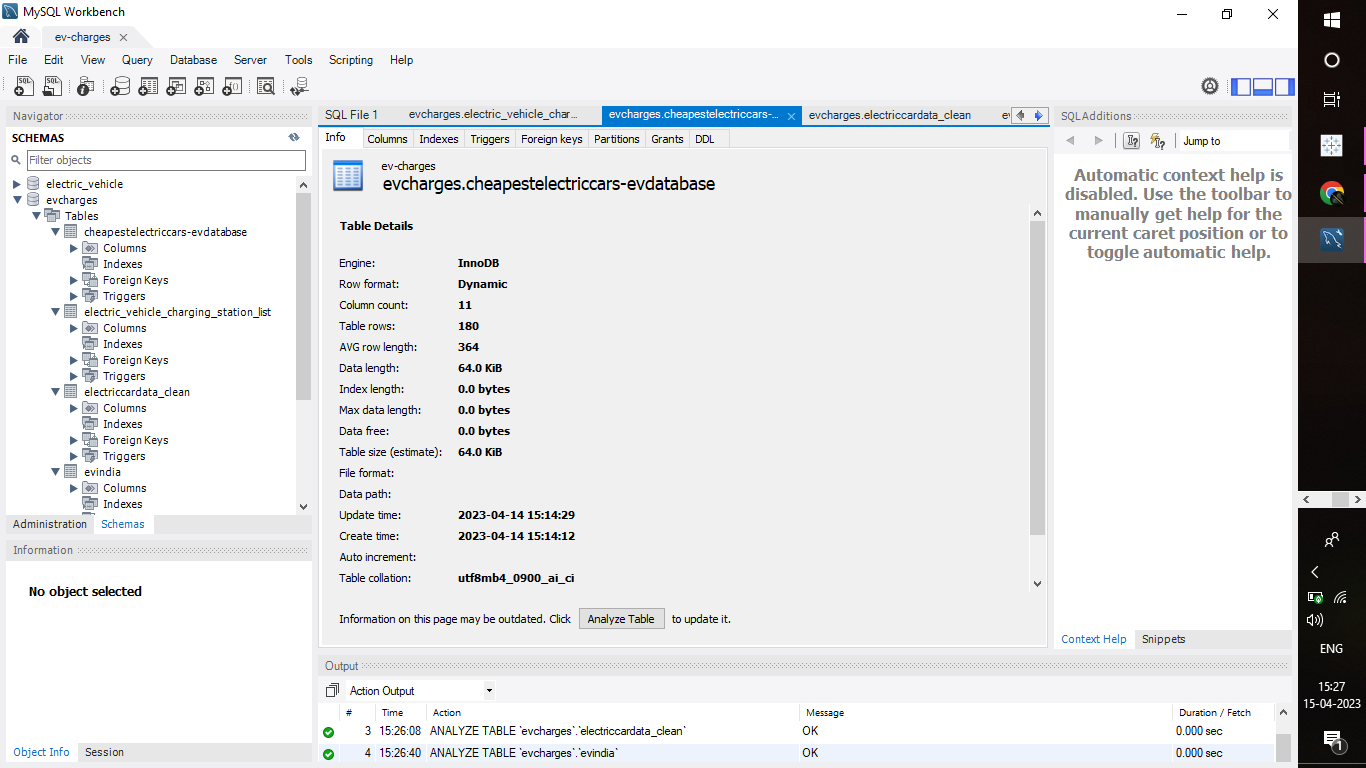 MySQL Workbench
ev-charges
File Edit View Query Database Server Tools Scripting Help
Navigator
SCHEMAS
Filter objects
electric_vehicle
evcharges
Tables
cheapestelectriccars-evdatabase
Columns
Indexes
Foreign Keys
Triggers
electric_vehicle_charging_station_list
Columns
Indexes
Foreign Keys
Triggers
electriccardata_clean
Columns
Indexes
Foreign Keys
Triggers
evindia
Columns
Indexes
Administration Schemas
Information
No object selected
Object Info Session
SQL File 1 evcharges.electric_vehicle_char... evcharges.cheapestelectriccars-... evcharges.electriccardata_clean ev
Info Columns Indexes Triggers Foreign keys Partitions Grants DDL
ev-charges
evcharges.cheapestelectriccars-evdatabase
Table Details
Engine: InnoDB
Row format: Dynamic
Column count: 11
Table rows: 180
AVG row length: 364
Data length: 64.0 KiB
Index length: 0.0 bytes
Max data length: 0.0 bytes
Data free: 0.0 bytes
Table size (estimate): 64.0 KiB
File format:
Data path:
Update time: 2023-04-14 15:14:29
Create time: 2023-04-14 15:14:12
Auto increment:
Table collation: utf8mb4_0900_ai_ci
Information on this page may be outdated. Click Analyze Table to update it.
Output
Action Output
# Time Action Message Duration / Fetch
3 15:26:08 ANALYZE TABLE `evcharges`.`electriccardata_clean` OK 0.000 sec
4 15:26:40 ANALYZE TABLE `evcharges`.`evindia` OK 0.000 sec
SQLAdditions
Jump to
Automatic context help is
disabled. Use the toolbar to
manually get help for the
current caret position or to
toggle automatic help.
Context Help Snippets
ENG
15:27
15-04-2023
1